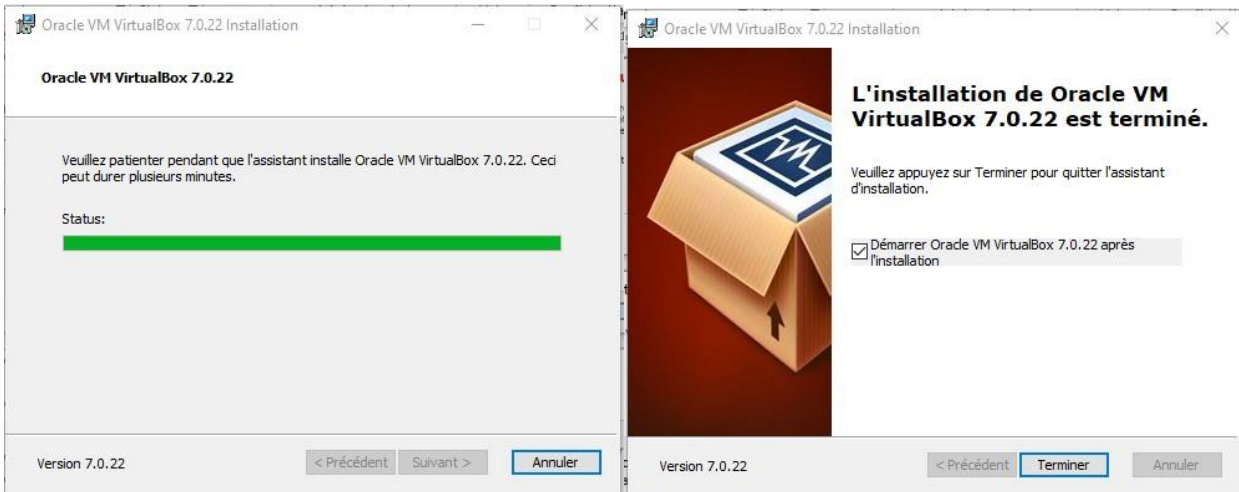 Oracle VM VirtualBox 7.0.22 Installation
Oracle VM VirtualBox 7.0.22
Veuillez patienter pendant que l'assistant installe Oracle VM VirtualBox 7.0.22. Ceci
peut durer plusieurs minutes.
Status:
Version 7.0.22
< Précédent
Suivant >
Annuler
Oracle VM VirtualBox 7.0.22 Installation
L'installation de Oracle VM
VirtualBox 7.0.22 est terminé.
Veuillez appuyez sur Terminer pour quitter l'assistant
d'installation.
Démarrer Oracle VM VirtualBox 7.0.22 après
l'installation
Version 7.0.22
< Précédent
Terminer
Annuler